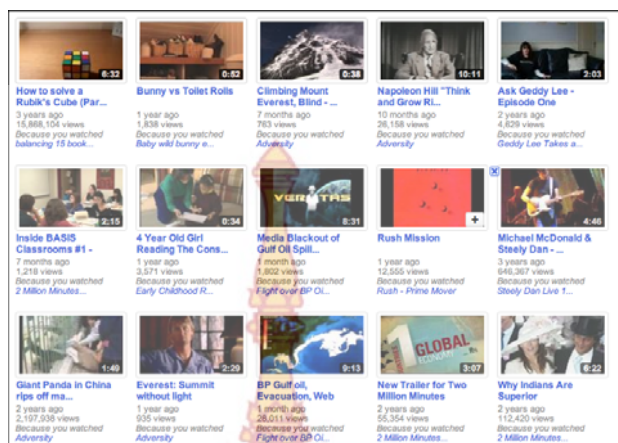 6:32
0:52
0:38
10:11
2:03
How to solve a Bunny vs Toilet Rolls Climbing Mount Napoleon Hill "Think Ask Geddy Lee -
Rubik's Cube (Par... Everest, Blind - ... and Grow Ri... Episode One
3 years ago 1 year ago 7 months ago 10 months ago 2 years ago
15,868,104 views 1,838 views 763 views 26,158 views 4,629 views
Because you watched Because you watched Because you watched Because you watched Because you watched
balancing 15 book... Baby wild bunny e... Adversity Adversity Geddy Lee Takes a...
VERITAS
2:15
0:34
8:31
+
4:46
Inside BASIS 4 Year Old Girl Media Blackout of Rush Mission Michael McDonald &
Classrooms #1 - Reading The Cons... Gulf Oil Spill... Steely Dan - ...
7 months ago 1 year ago 1 month ago 1 year ago 3 years ago
1,218 views 3,571 views 1,802 views 12,555 views 646,367 views
Because you watched Because you watched Because you watched Because you watched Because you watched
2 Million Minutes... Early Childhood R... Flight over BP Oi... Rush - Prime Mover Steely Dan Live 1...
GLOBAL
ECONOMY
1:40
2:29
9:13
3:07
6:22
Giant Panda in China Everest: Summit BP Gulf oil, New Trailer for Two Why Indians Are
rips off ma... without light Evacuation, Web Million Minutes Superior
2 years ago 1 year ago 1 month ago 2 years ago 2 years ago
2,197,938 views 935 views 26,011 views 55,354 views 112,420 views
Because you watched Because you watched Because you watched Because you watched Because you watched
Adversity Adversity Flight over BP Oi... 2 Million Minutes... 2 Million Minutes...